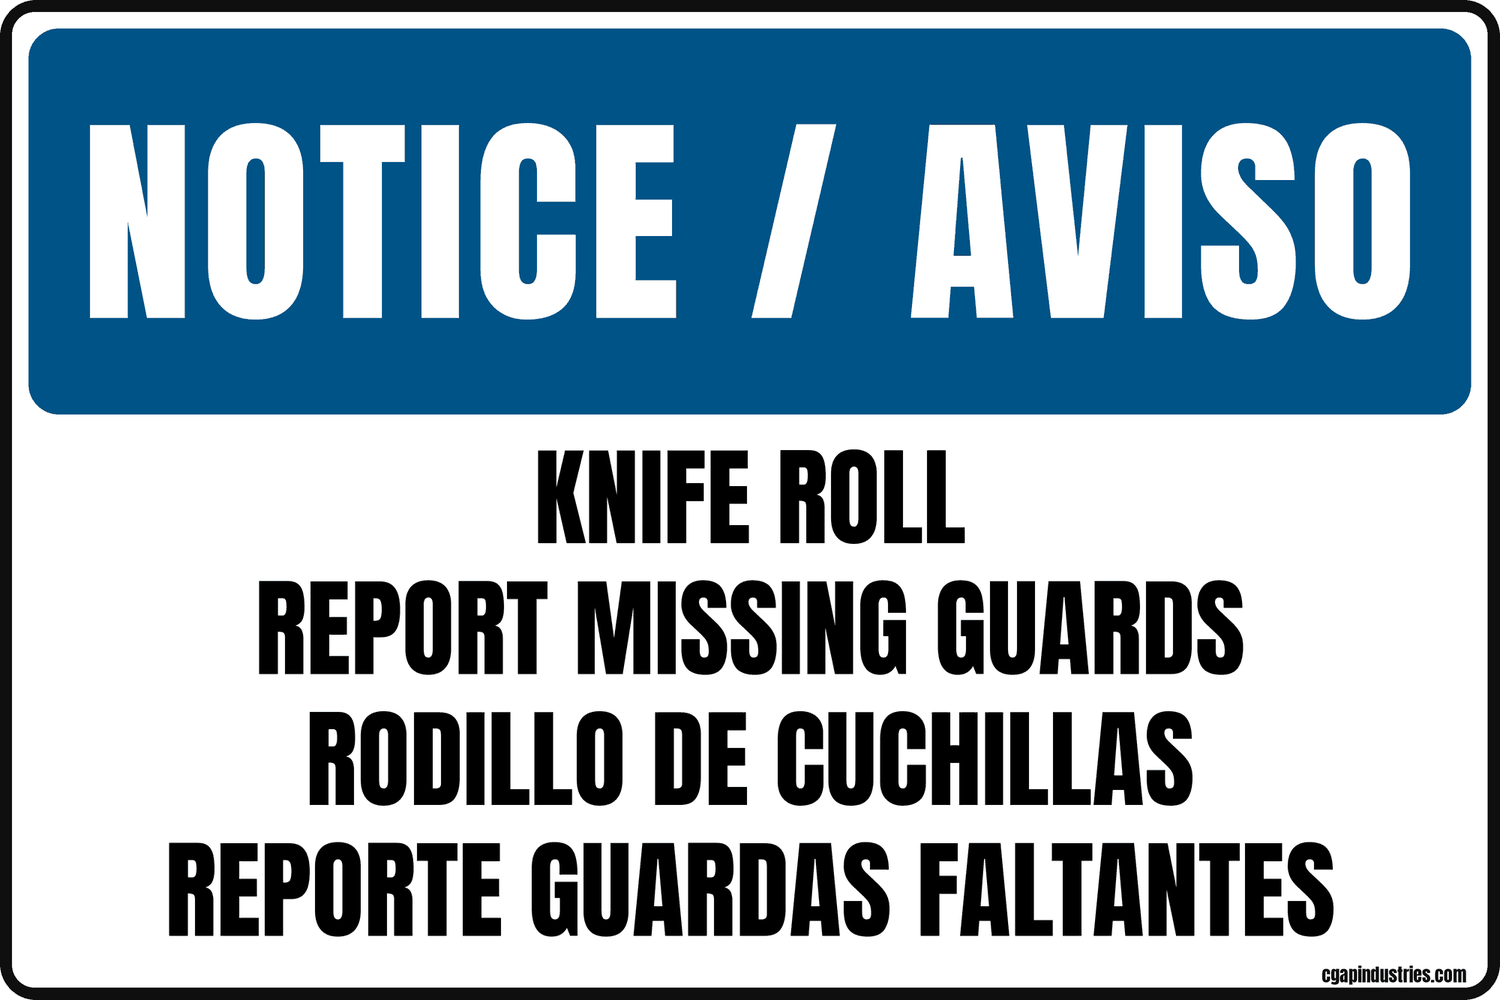 NOTICE / AVISO
KNIFE ROLL
REPORT MISSING GUARDS
RODILLO DE CUCHILLAS
REPORTE GUARDAS FALTANTES
cgapindustries.com